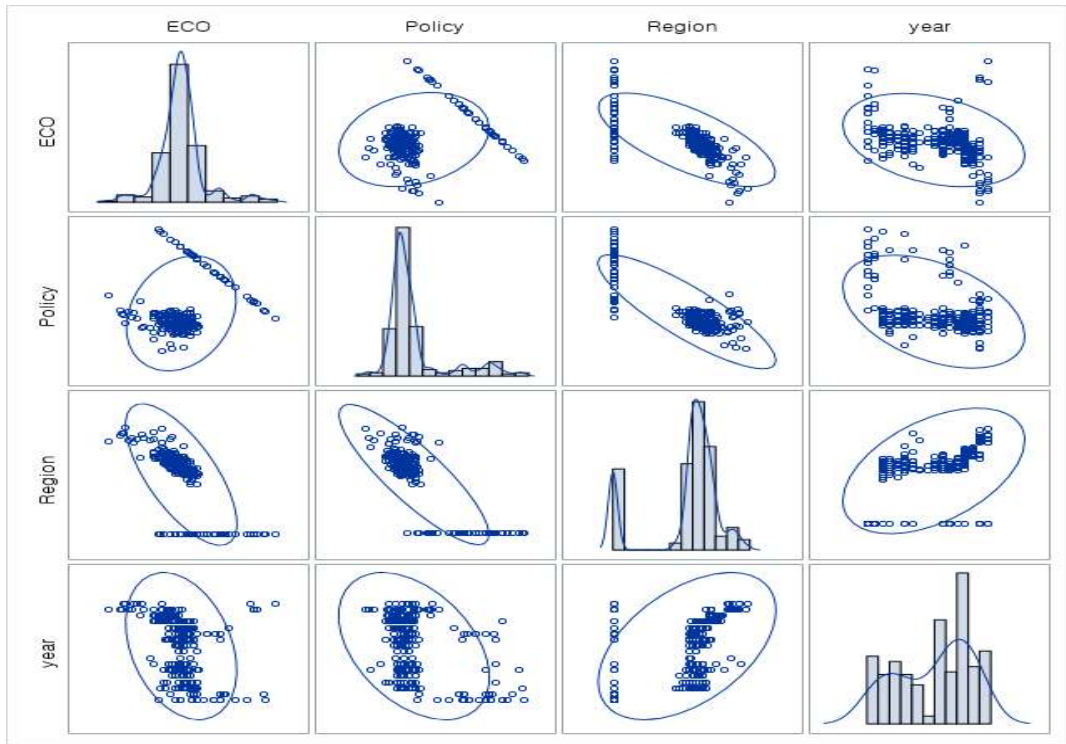 ECO Policy Region year
ECO
Policy
Region
year